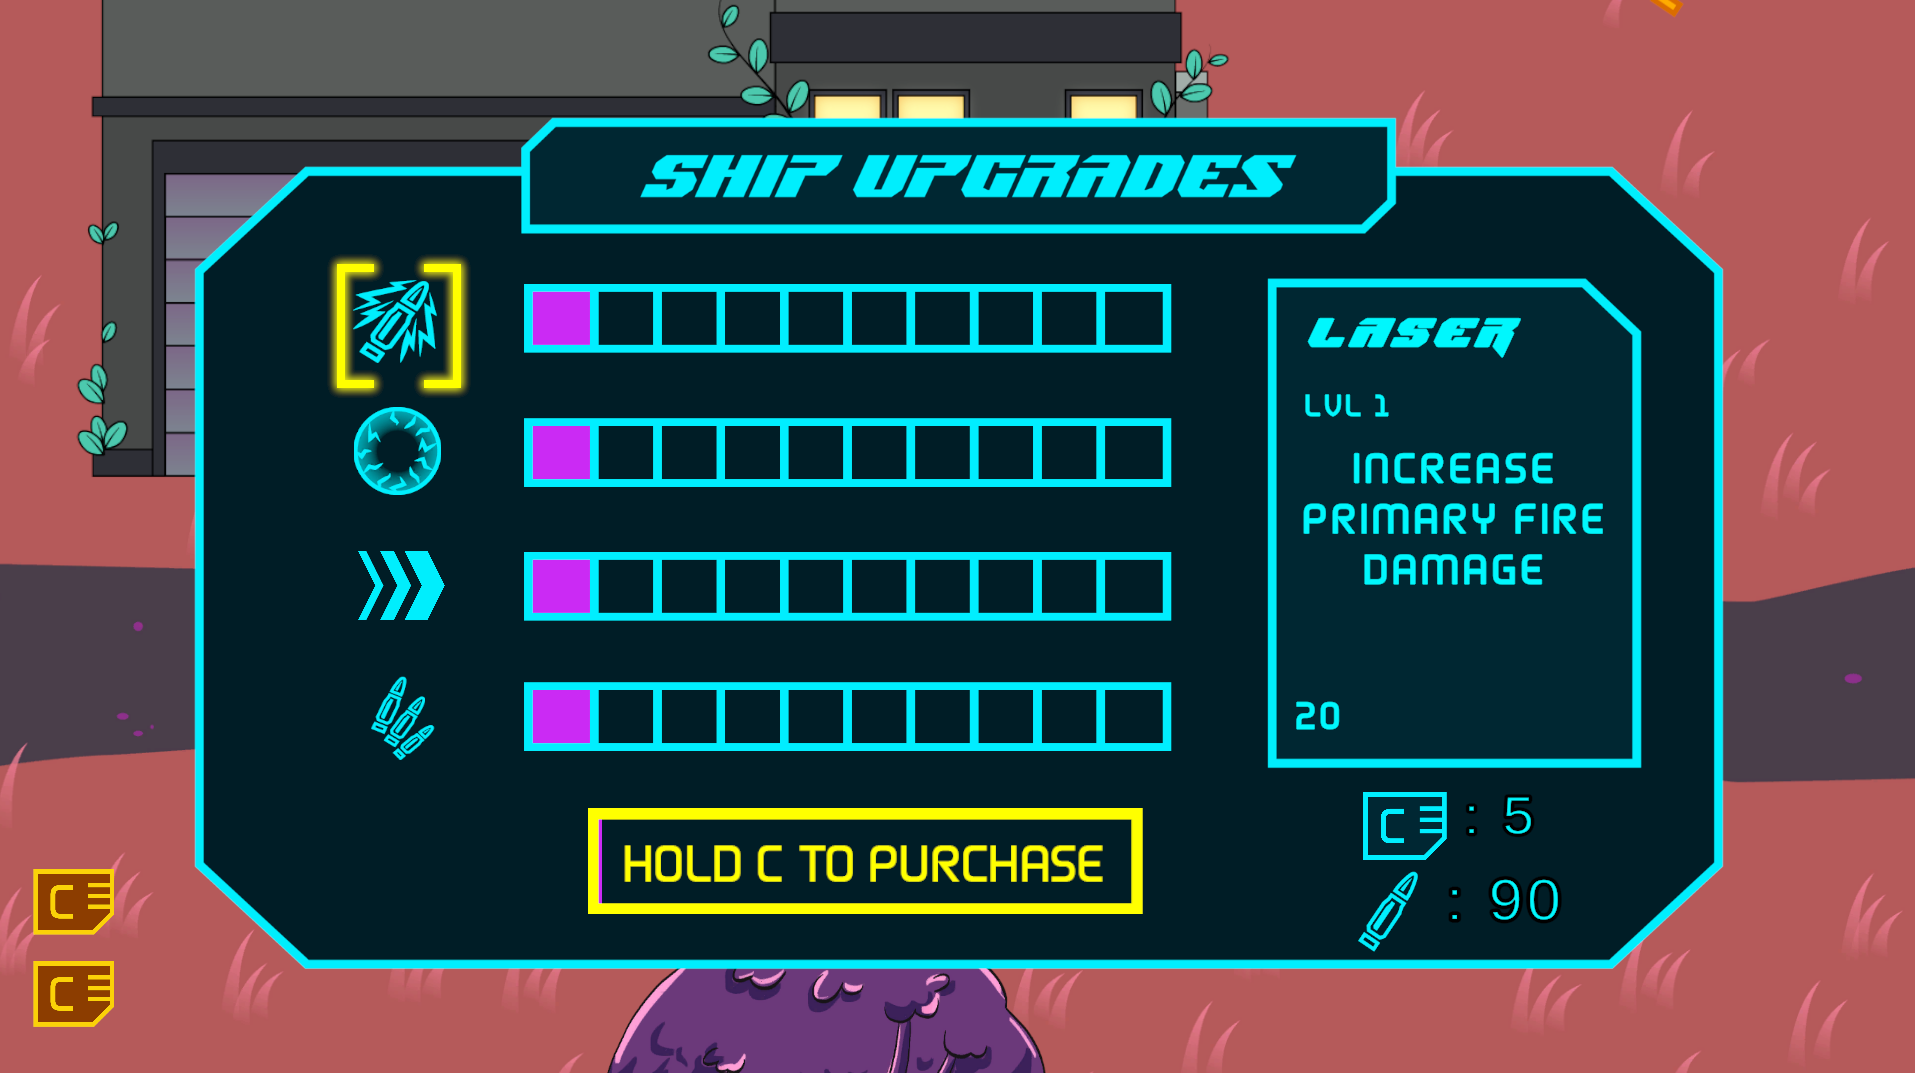 SHIP UPGRADES
LASER
LVL 1
INCREASE
PRIMARY FIRE
DAMAGE
20
HOLD C TO PURCHASE
C : 5
: 90
C
C